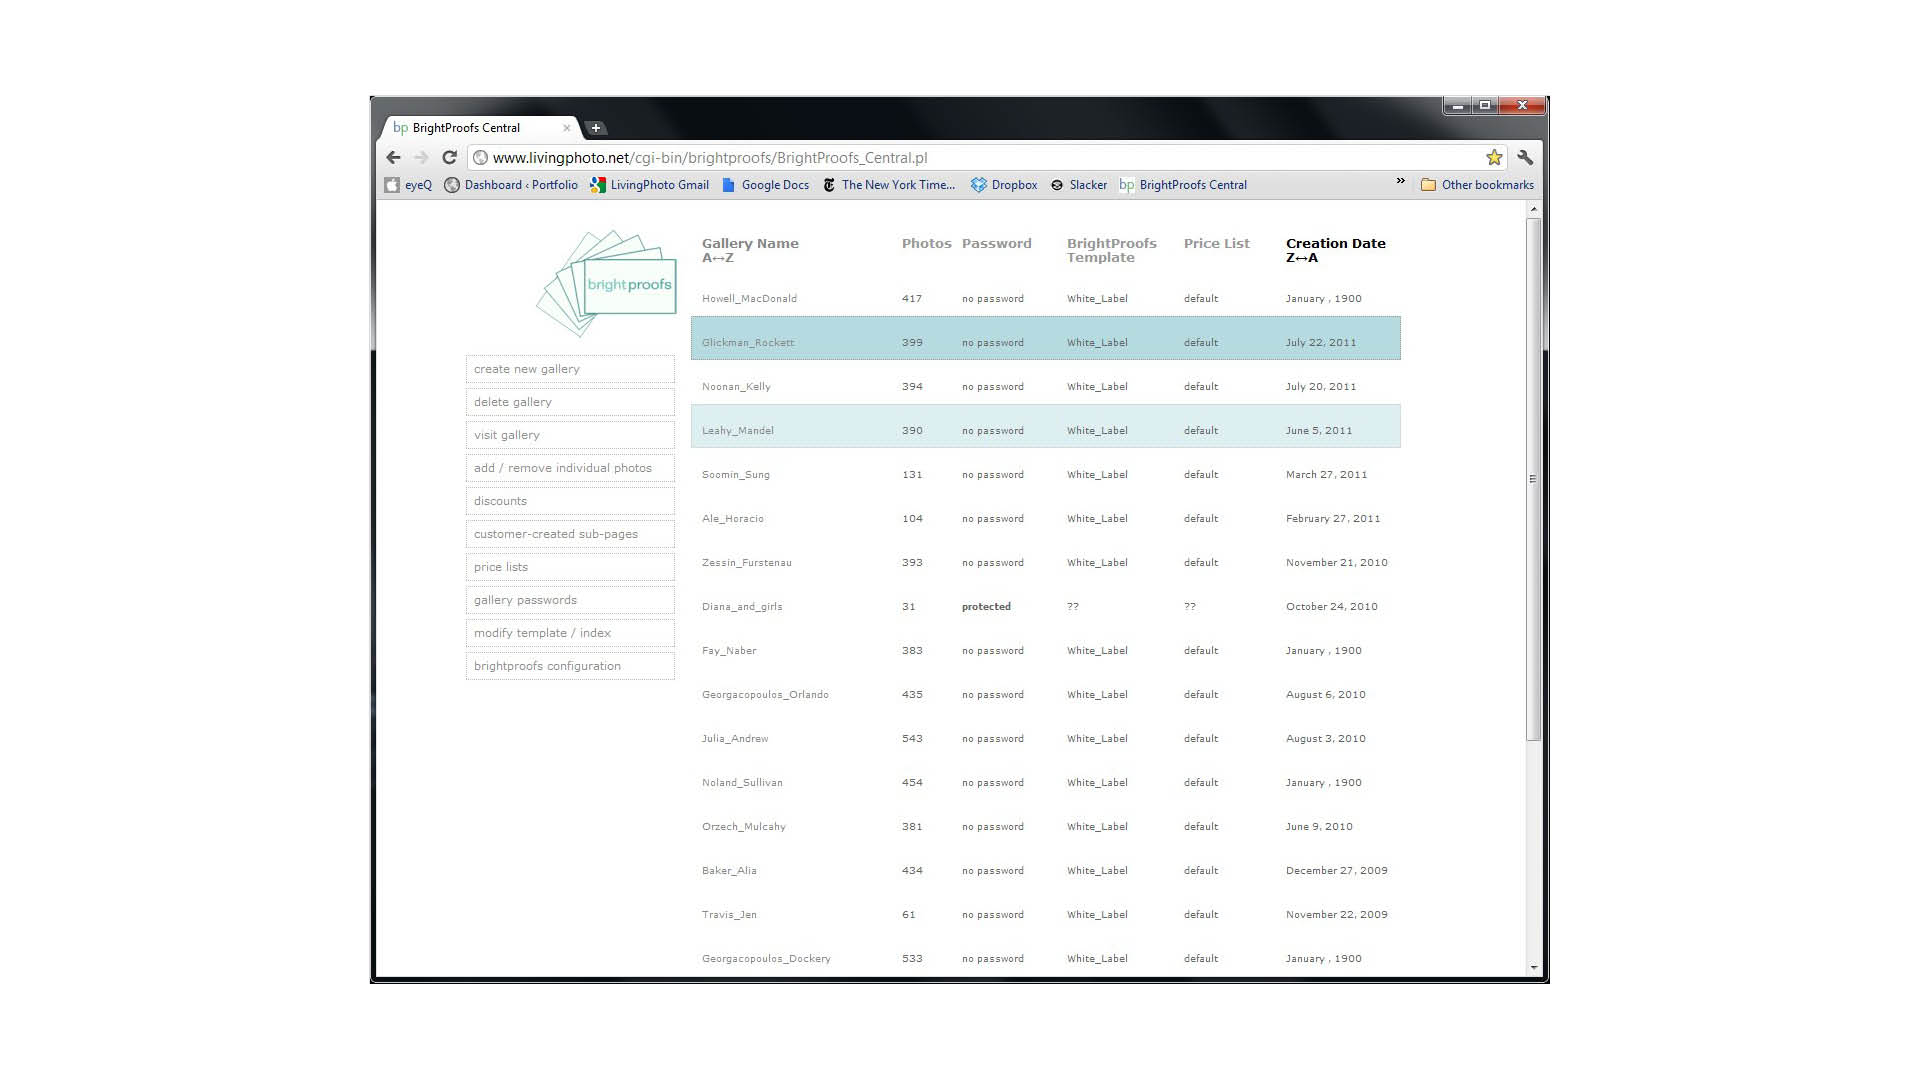 bp BrightProofs Central
www.livingphoto.net/cgi-bin/brightproofs/BrightProofs_Central.pl
eyeQ Dashboard ‹ Portfolio LivingPhoto Gmail Google Docs The New York Time... Dropbox Slacker bp BrightProofs Central » Other bookmarks
brightproofs
create new gallery
delete gallery
visit gallery
add / remove individual photos
discounts
customer-created sub-pages
price lists
gallery passwords
modify template / index
brightproofs configuration
Gallery Name Photos Password BrightProofs Price List Creation Date
A↔Z Template Z↔A
Howell_MacDonald 417 no password White_Label default January , 1900
Glickman_Rockett 399 no password White_Label default July 22, 2011
Noonan_Kelly 394 no password White_Label default July 20, 2011
Leahy_Mandel 390 no password White_Label default June 5, 2011
Soomin_Sung 131 no password White_Label default March 27, 2011
Ale_Horacio 104 no password White_Label default February 27, 2011
Zessin_Furstenau 393 no password White_Label default November 21, 2010
Diana_and_girls 31 protected ?? ?? October 24, 2010
Fay_Naber 383 no password White_Label default January , 1900
Georgacopoulos_Orlando 435 no password White_Label default August 6, 2010
Julia_Andrew 543 no password White_Label default August 3, 2010
Noland_Sullivan 454 no password White_Label default January , 1900
Orzech_Mulcahy 381 no password White_Label default June 9, 2010
Baker_Alia 434 no password White_Label default December 27, 2009
Travis_Jen 61 no password White_Label default November 22, 2009
Georgacopoulos_Dockery 533 no password White_Label default January , 1900